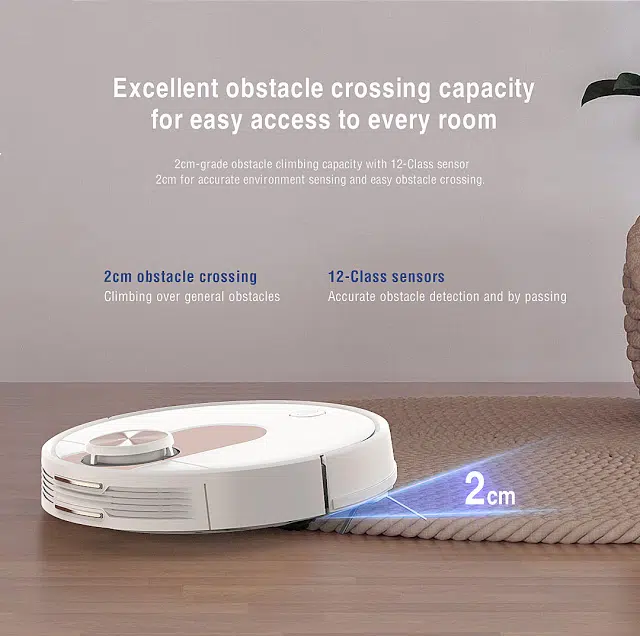 Excellent obstacle crossing capacity
for easy access to every room
2cm-grade obstacle climbing capacity with 12-Class sensor
2cm for accurate environment sensing and easy obstacle crossing.
2cm obstacle crossing
Climbing over general obstacles
12-Class sensors
Accurate obstacle detection and by passing
2cm